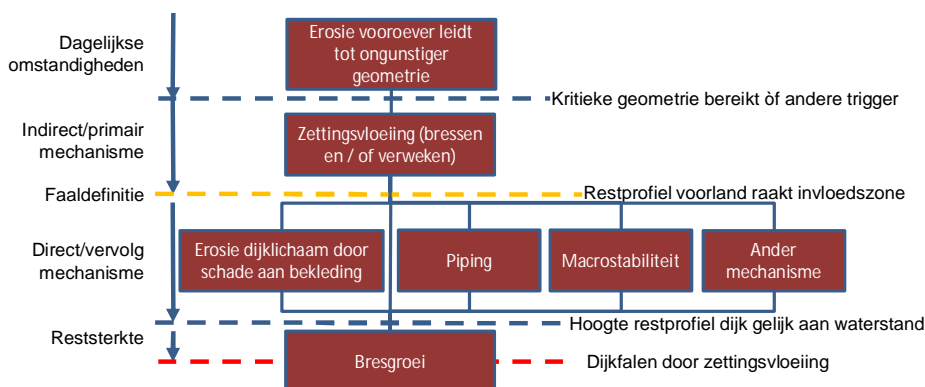 Dagelijkse
omstandigheden
Erosie vooroever leidt
tot ongunstiger
geometrie
Kritieke geometrie bereikt òf andere trigger
Indirect/primair
mechanisme
Zettingsvloeiing (bressen
en / of verweken)
Faaldefinitie
Restprofiel voorland raakt invloedszone
Direct/vervolg
mechanisme
Erosie dijklichaam door
schade aan bekleding
Piping
Macrostabiliteit
Ander
mechanisme
Hoogte restprofiel dijk gelijk aan waterstand
Reststerkte
Bresgroei
Dijkfalen door zettingsvloeiing